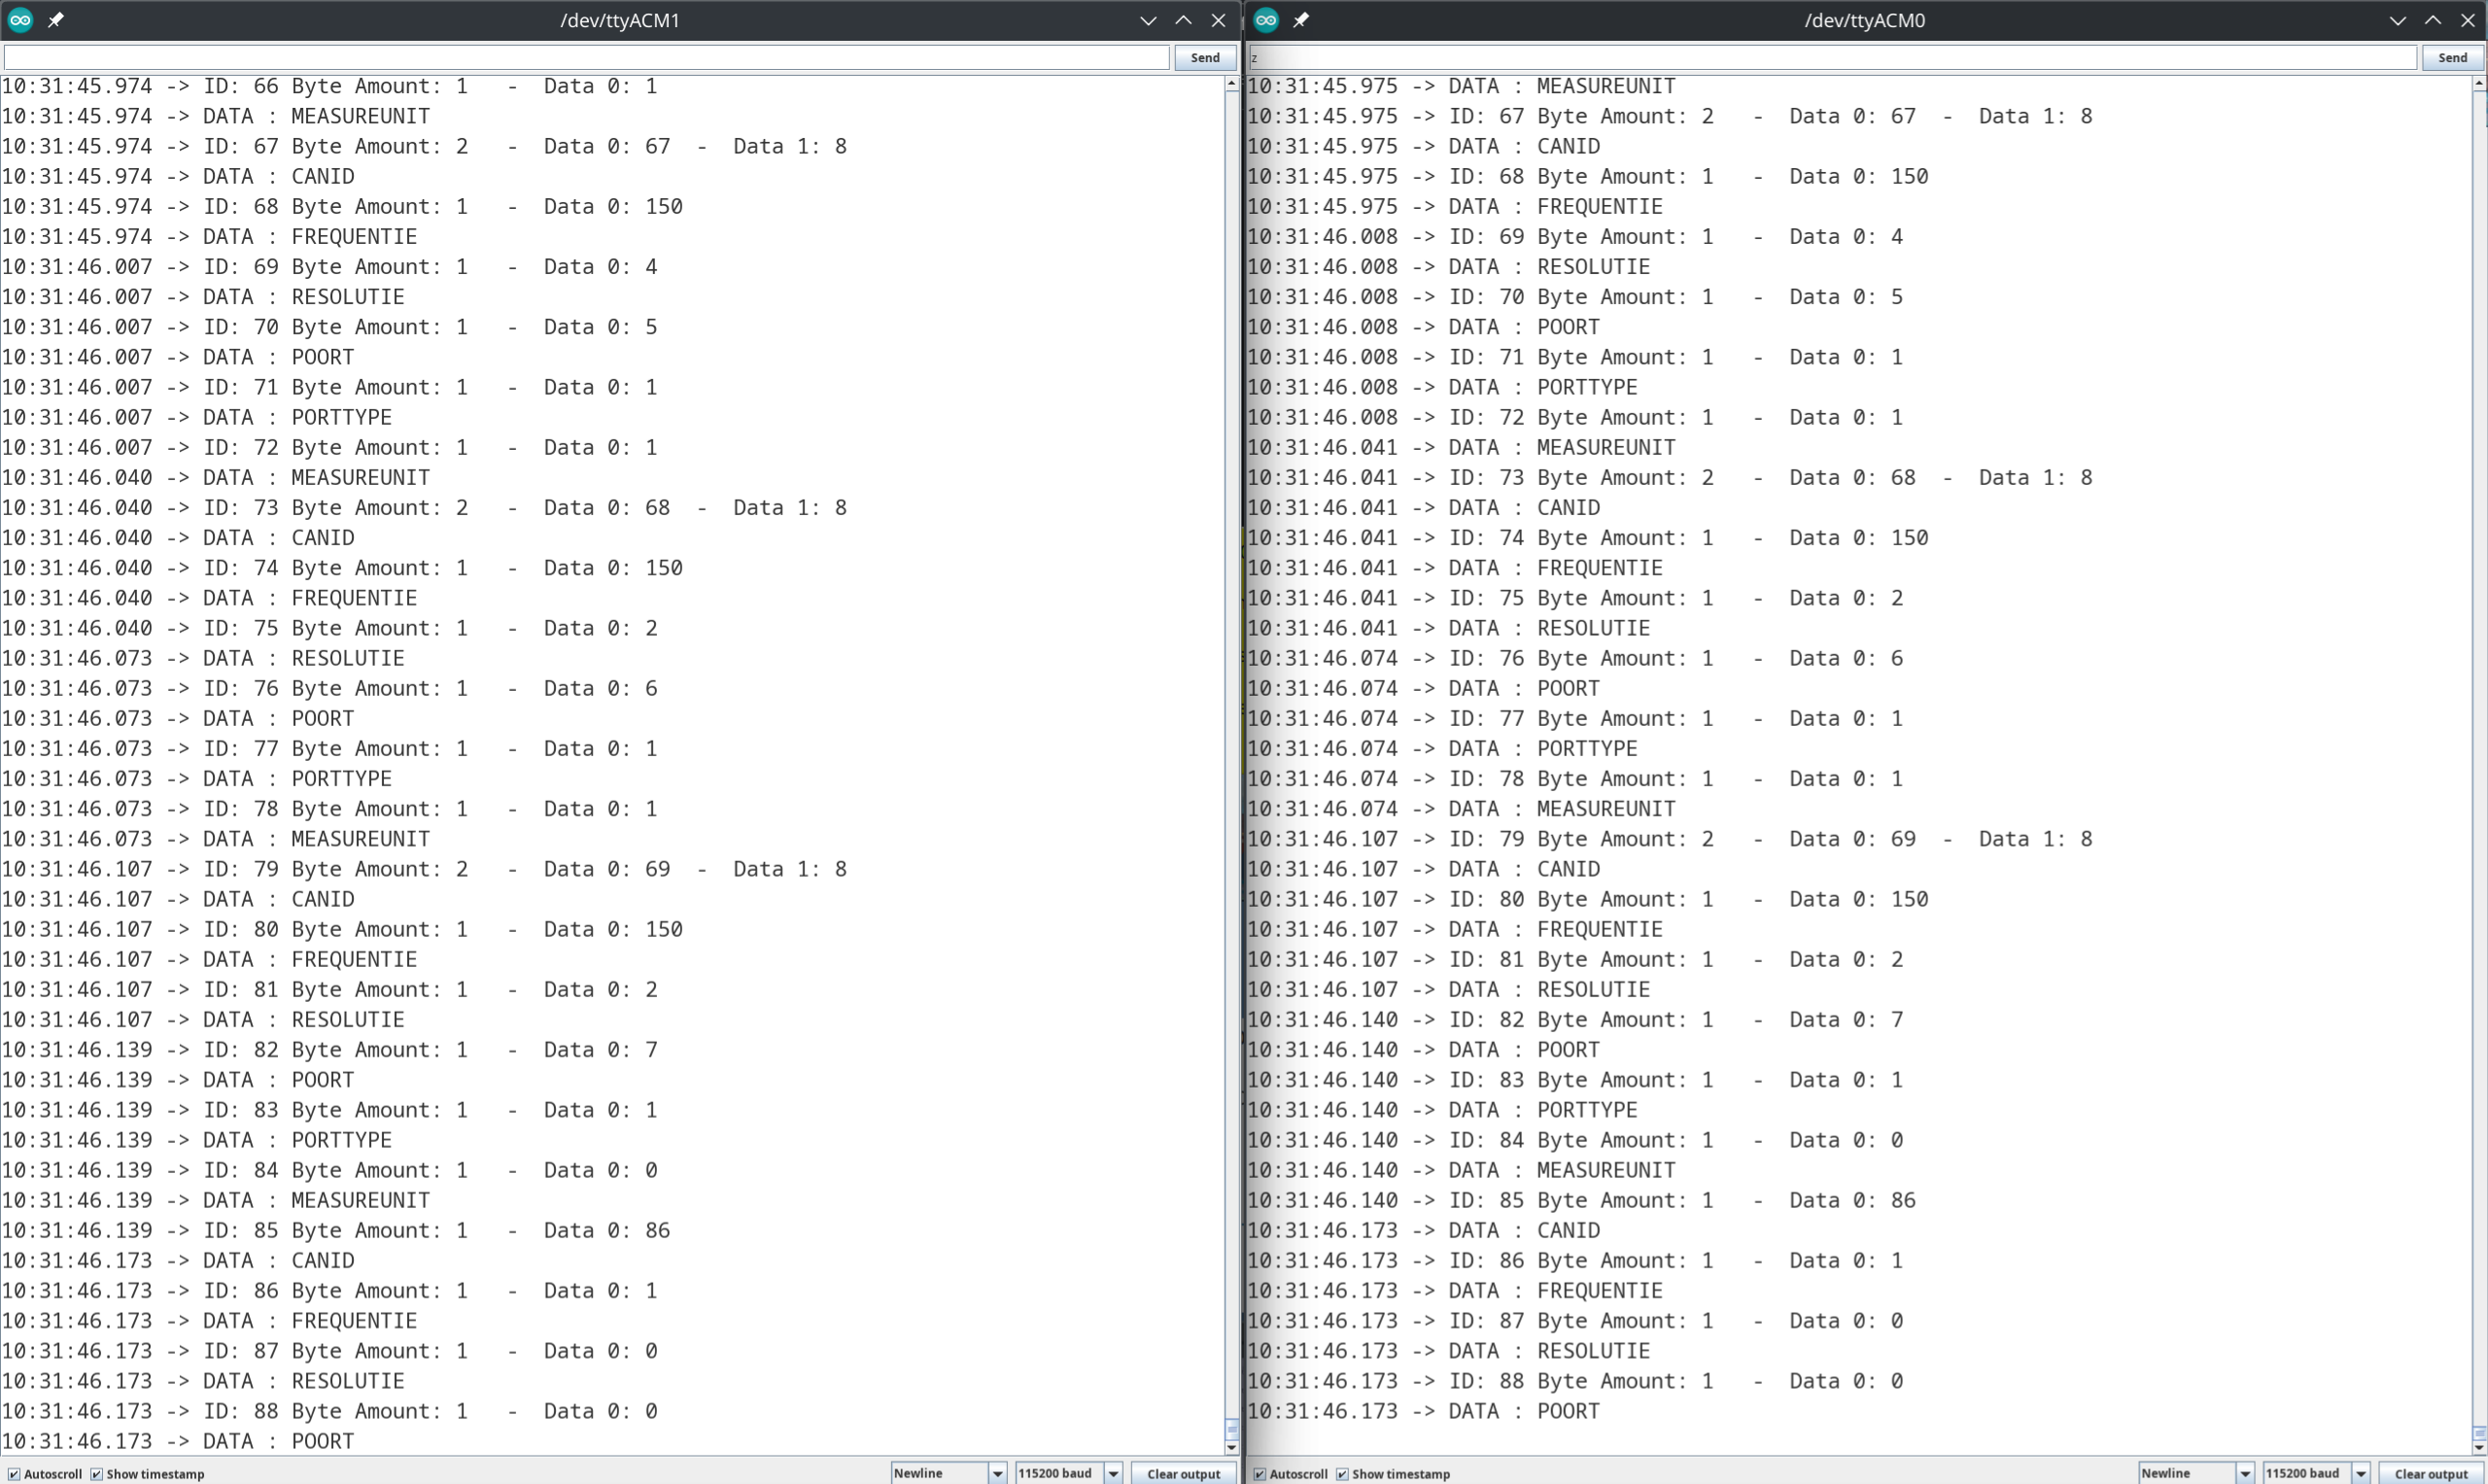 /dev/ttyACM1
Send
10:31:45.974 -> ID: 66 Byte Amount: 1   -  Data 0: 1
10:31:45.974 -> DATA : MEASUREUNIT
10:31:45.974 -> ID: 67 Byte Amount: 2   -  Data 0: 67  -  Data 1: 8
10:31:45.974 -> DATA : CANID
10:31:45.974 -> ID: 68 Byte Amount: 1   -  Data 0: 150
10:31:45.974 -> DATA : FREQUENTIE
10:31:46.007 -> ID: 69 Byte Amount: 1   -  Data 0: 4
10:31:46.007 -> DATA : RESOLUTIE
10:31:46.007 -> ID: 70 Byte Amount: 1   -  Data 0: 5
10:31:46.007 -> DATA : POORT
10:31:46.007 -> ID: 71 Byte Amount: 1   -  Data 0: 1
10:31:46.007 -> DATA : PORTTYPE
10:31:46.007 -> ID: 72 Byte Amount: 1   -  Data 0: 1
10:31:46.040 -> DATA : MEASUREUNIT
10:31:46.040 -> ID: 73 Byte Amount: 2   -  Data 0: 68  -  Data 1: 8
10:31:46.040 -> DATA : CANID
10:31:46.040 -> ID: 74 Byte Amount: 1   -  Data 0: 150
10:31:46.040 -> DATA : FREQUENTIE
10:31:46.040 -> ID: 75 Byte Amount: 1   -  Data 0: 2
10:31:46.073 -> DATA : RESOLUTIE
10:31:46.073 -> ID: 76 Byte Amount: 1   -  Data 0: 6
10:31:46.073 -> DATA : POORT
10:31:46.073 -> ID: 77 Byte Amount: 1   -  Data 0: 1
10:31:46.073 -> DATA : PORTTYPE
10:31:46.073 -> ID: 78 Byte Amount: 1   -  Data 0: 1
10:31:46.073 -> DATA : MEASUREUNIT
10:31:46.107 -> ID: 79 Byte Amount: 2   -  Data 0: 69  -  Data 1: 8
10:31:46.107 -> DATA : CANID
10:31:46.107 -> ID: 80 Byte Amount: 1   -  Data 0: 150
10:31:46.107 -> DATA : FREQUENTIE
10:31:46.107 -> ID: 81 Byte Amount: 1   -  Data 0: 2
10:31:46.107 -> DATA : RESOLUTIE
10:31:46.139 -> ID: 82 Byte Amount: 1   -  Data 0: 7
10:31:46.139 -> DATA : POORT
10:31:46.139 -> ID: 83 Byte Amount: 1   -  Data 0: 1
10:31:46.139 -> DATA : PORTTYPE
10:31:46.139 -> ID: 84 Byte Amount: 1   -  Data 0: 0
10:31:46.139 -> DATA : MEASUREUNIT
10:31:46.139 -> ID: 85 Byte Amount: 1   -  Data 0: 86
10:31:46.173 -> DATA : CANID
10:31:46.173 -> ID: 86 Byte Amount: 1   -  Data 0: 1
10:31:46.173 -> DATA : FREQUENTIE
10:31:46.173 -> ID: 87 Byte Amount: 1   -  Data 0: 0
10:31:46.173 -> DATA : RESOLUTIE
10:31:46.173 -> ID: 88 Byte Amount: 1   -  Data 0: 0
10:31:46.173 -> DATA : POORT
Autoscroll Show timestamp Newline 115200 baud Clear output
/dev/ttyACM0
z Send
10:31:45.975 -> DATA : MEASUREUNIT
10:31:45.975 -> ID: 67 Byte Amount: 2   -  Data 0: 67  -  Data 1: 8
10:31:45.975 -> DATA : CANID
10:31:45.975 -> ID: 68 Byte Amount: 1   -  Data 0: 150
10:31:45.975 -> DATA : FREQUENTIE
10:31:46.008 -> ID: 69 Byte Amount: 1   -  Data 0: 4
10:31:46.008 -> DATA : RESOLUTIE
10:31:46.008 -> ID: 70 Byte Amount: 1   -  Data 0: 5
10:31:46.008 -> DATA : POORT
10:31:46.008 -> ID: 71 Byte Amount: 1   -  Data 0: 1
10:31:46.008 -> DATA : PORTTYPE
10:31:46.008 -> ID: 72 Byte Amount: 1   -  Data 0: 1
10:31:46.041 -> DATA : MEASUREUNIT
10:31:46.041 -> ID: 73 Byte Amount: 2   -  Data 0: 68  -  Data 1: 8
10:31:46.041 -> DATA : CANID
10:31:46.041 -> ID: 74 Byte Amount: 1   -  Data 0: 150
10:31:46.041 -> DATA : FREQUENTIE
10:31:46.041 -> ID: 75 Byte Amount: 1   -  Data 0: 2
10:31:46.041 -> DATA : RESOLUTIE
10:31:46.074 -> ID: 76 Byte Amount: 1   -  Data 0: 6
10:31:46.074 -> DATA : POORT
10:31:46.074 -> ID: 77 Byte Amount: 1   -  Data 0: 1
10:31:46.074 -> DATA : PORTTYPE
10:31:46.074 -> ID: 78 Byte Amount: 1   -  Data 0: 1
10:31:46.074 -> DATA : MEASUREUNIT
10:31:46.107 -> ID: 79 Byte Amount: 2   -  Data 0: 69  -  Data 1: 8
10:31:46.107 -> DATA : CANID
10:31:46.107 -> ID: 80 Byte Amount: 1   -  Data 0: 150
10:31:46.107 -> DATA : FREQUENTIE
10:31:46.107 -> ID: 81 Byte Amount: 1   -  Data 0: 2
10:31:46.107 -> DATA : RESOLUTIE
10:31:46.140 -> ID: 82 Byte Amount: 1   -  Data 0: 7
10:31:46.140 -> DATA : POORT
10:31:46.140 -> ID: 83 Byte Amount: 1   -  Data 0: 1
10:31:46.140 -> DATA : PORTTYPE
10:31:46.140 -> ID: 84 Byte Amount: 1   -  Data 0: 0
10:31:46.140 -> DATA : MEASUREUNIT
10:31:46.140 -> ID: 85 Byte Amount: 1   -  Data 0: 86
10:31:46.173 -> DATA : CANID
10:31:46.173 -> ID: 86 Byte Amount: 1   -  Data 0: 1
10:31:46.173 -> DATA : FREQUENTIE
10:31:46.173 -> ID: 87 Byte Amount: 1   -  Data 0: 0
10:31:46.173 -> DATA : RESOLUTIE
10:31:46.173 -> ID: 88 Byte Amount: 1   -  Data 0: 0
10:31:46.173 -> DATA : POORT
Autoscroll Show timestamp Newline 115200 baud Clear output